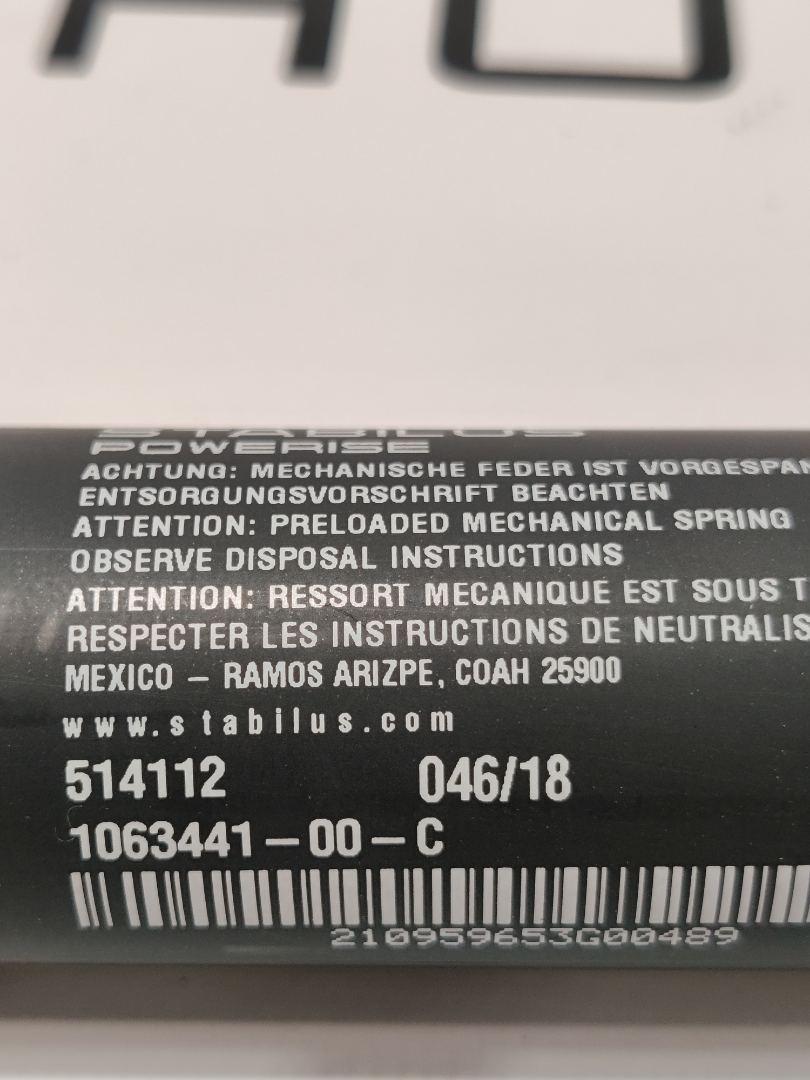 STABILUS
POWERISE
ACHTUNG: MECHANISCHE FEDER IST
ENTSORGUNGSVORSCHRIFT BEACHTEN
ATTENTION: PRELOADED MECHANICAL SPRING
OBSERVE DISPOSAL INSTRUCTIONS
ATTENTION: RESSORT MECANIQUE EST SOUS
RESPECTER LES INSTRUCTIONS DE
MEXICO – RAMOS ARIZPE, COAH 25900
www.stabilus.com
514112 046/18
1063441–00–C
210959653G00489